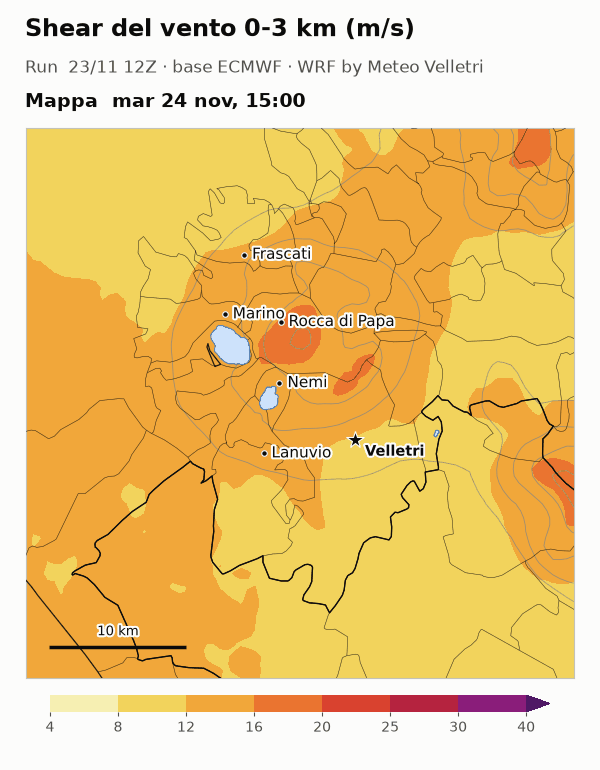 Shear del vento 0-3 km (m/s)
Run  23/11 12Z · base ECMWF · WRF by Meteo Velletri
Mappa  mar 24 nov, 15:00
Frascati
Marino
Rocca di Papa
Nemi
Velletri
Lanuvio
10 km
4 8 12 16 20 25 30 40